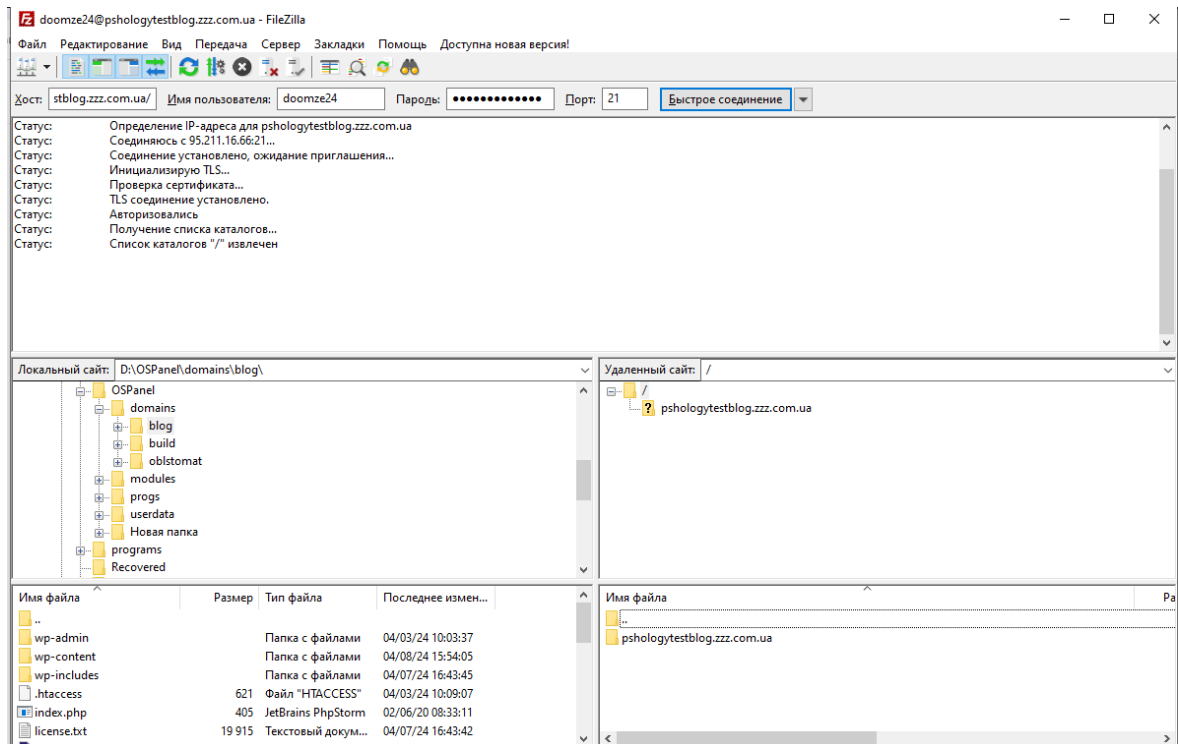 doomze24@pshologytestblog.zzz.com.ua - FileZilla
Файл Редактирование Вид Передача Сервер Закладки Помощь Доступна новая версия!
Хост: stblog.zzz.com.ua/ Имя пользователя: doomze24 Пароль: ●●●●●●●●●●●●● Порт: 21 Быстрое соединение
Статус: Определение IP-адреса для pshologytestblog.zzz.com.ua
Статус: Соединяюсь с 95.211.16.66:21...
Статус: Соединение установлено, ожидание приглашения...
Статус: Инициализирую TLS...
Статус: Проверка сертификата...
Статус: TLS соединение установлено.
Статус: Авторизовались
Статус: Получение списка каталогов...
Статус: Список каталогов "/" извлечен
Локальный сайт: D:\OSPanel\domains\blog\
OSPanel
domains
blog
build
oblstomat
modules
progs
userdata
Новая папка
programs
Recovered
Удаленный сайт: /
/
pshologytestblog.zzz.com.ua
Имя файла Размер Тип файла Последнее измен...
..
wp-admin Папка с файлами 04/03/24 10:03:37
wp-content Папка с файлами 04/08/24 15:54:05
wp-includes Папка с файлами 04/07/24 16:43:45
.htaccess 621 Файл "HTACCESS" 04/03/24 10:09:07
index.php 405 JetBrains PhpStorm 02/06/20 08:33:11
license.txt 19 915 Текстовый докум... 04/07/24 16:43:42
Имя файла Ра
..
pshologytestblog.zzz.com.ua